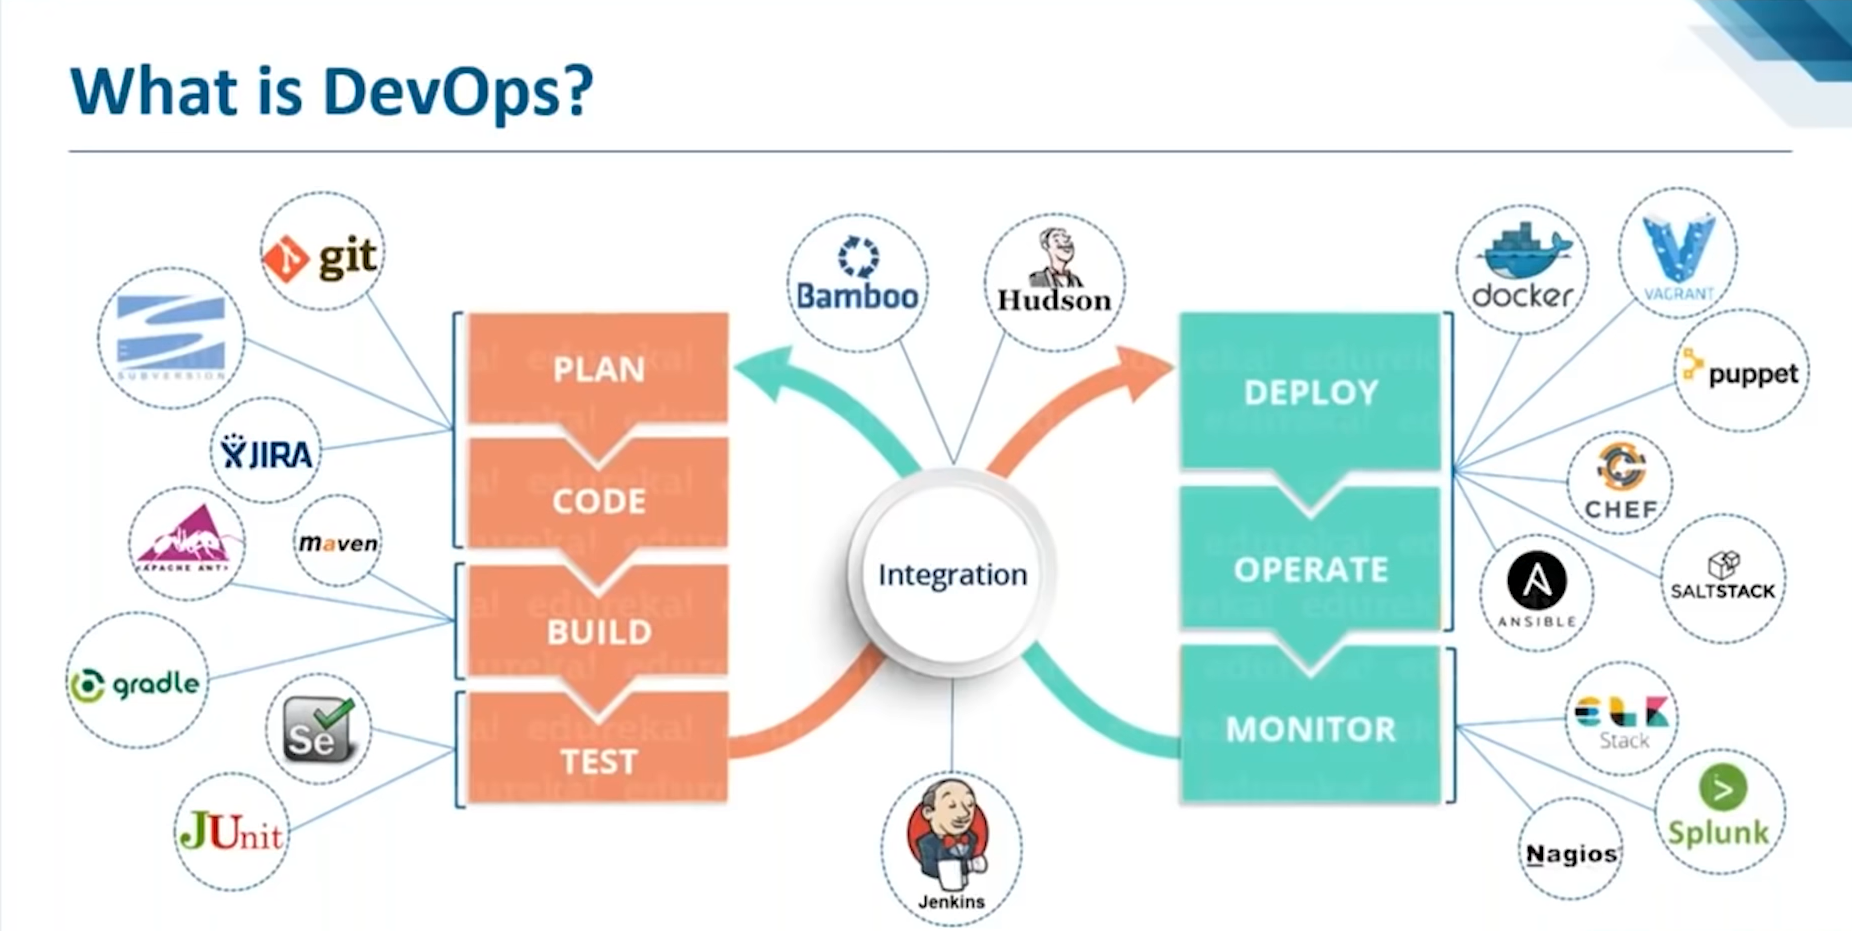 What is DevOps?
git
SUBVERSION
JIRA
APACHE ANT
maven
gradle
Se
JUnit
PLAN
CODE
BUILD
TEST
edureka!
Bamboo
Hudson
Integration
Jenkins
DEPLOY
OPERATE
MONITOR
docker
VAGRANT
puppet
CHEF
SALTSTACK
ANSIBLE
ELK
Stack
Splunk
Nagios